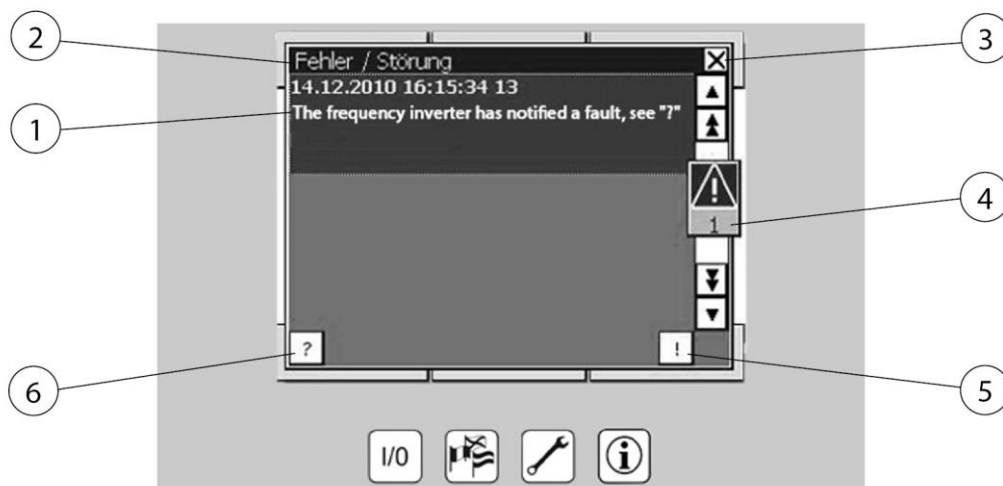 2
3
Fehler / Störung
14.12.2010 16:15:34 13
1
The frequency inverter has notified a fault, see "?"
!
1
4
?
!
6
5
I/0
i